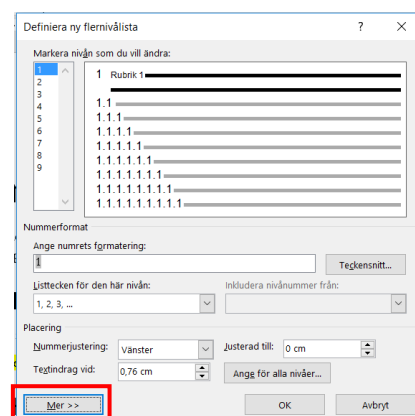 Definiera ny flernivålista ? ×
Markera nivån som du vill ändra:
1
2
3
4
5
6
7
8
9
1 Rubrik 1
1.1
1.1.1
1.1.1.1
1.1.1.1.1
1.1.1.1.1.1
1.1.1.1.1.1.1
1.1.1.1.1.1.1.1
1.1.1.1.1.1.1.1.1
Nummerformat
Ange numrets formatering:
1
Teckensnitt...
Listtecken för den här nivån:
Inkludera nivånummer från:
1, 2, 3, ...
Placering
Nummerjustering: Vänster
Justerad till: 0 cm
Textindrag vid: 0,76 cm
Ange för alla nivåer...
Mer >>
OK
Avbryt